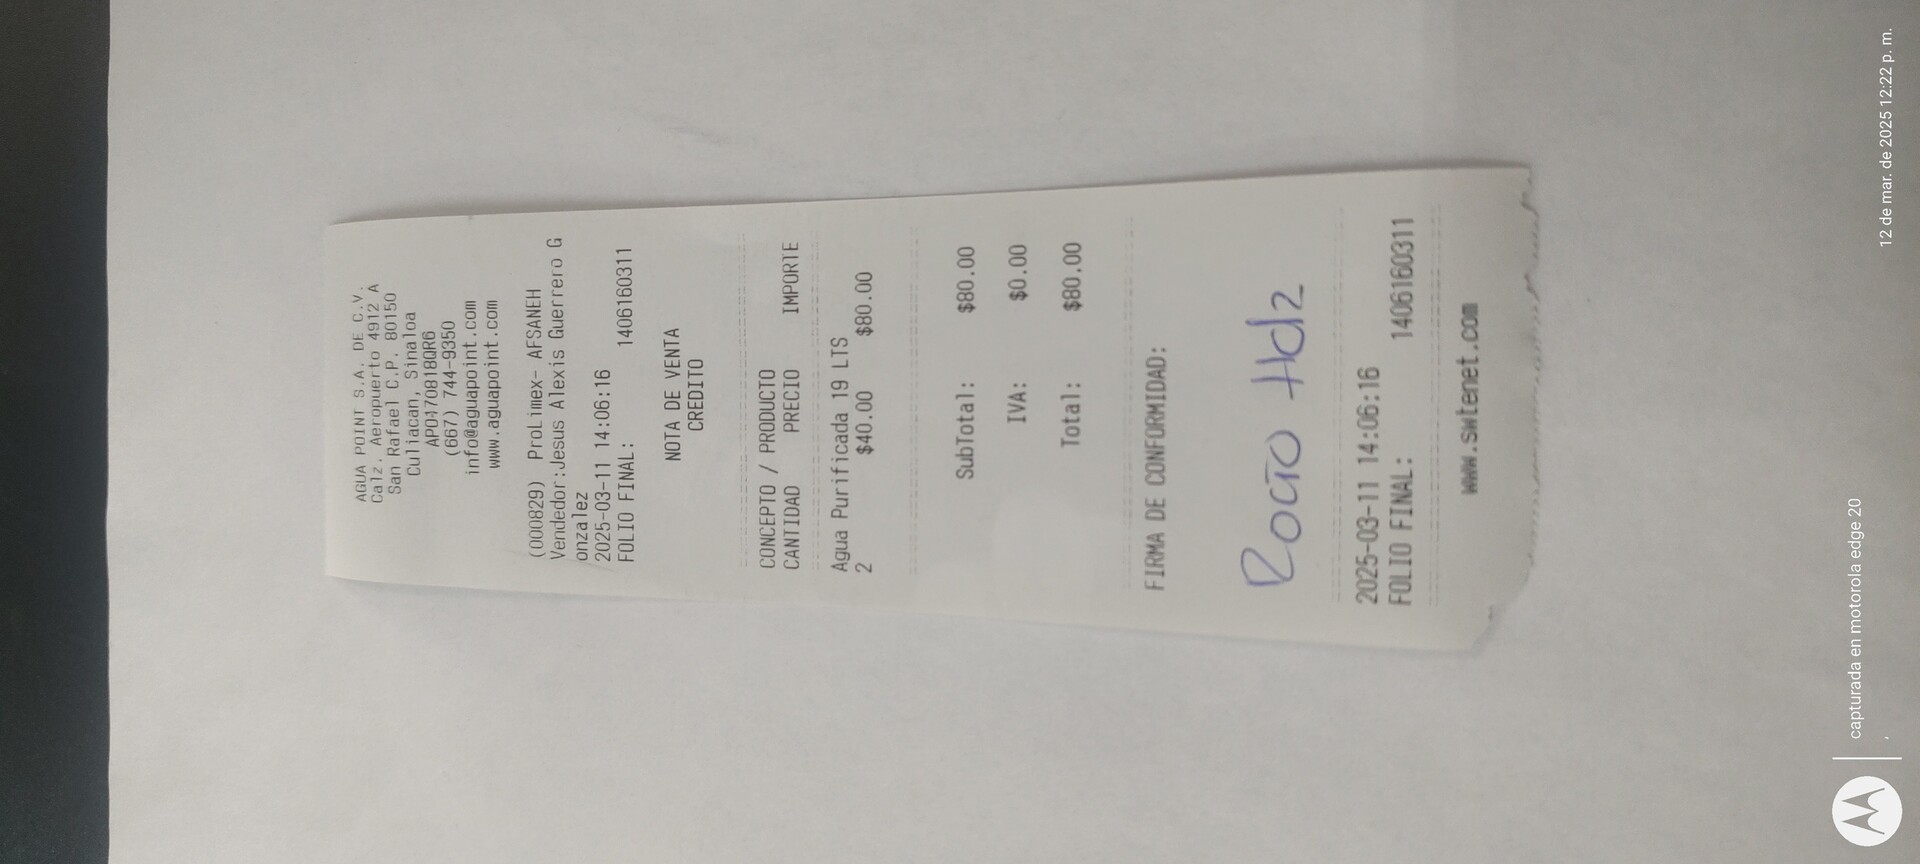 AGUA POINT S.A. DE C.V.
Calz. Aeropuerto 4912 A
San Rafael C.P. 80150
Culiacan, Sinaloa
APO170818QR6
(667) 744-9350
info@aguapoint.com
www.aguapoint.com
(000829) ProLimex- AFSANEH
Vendedor:Jesus Alexis Guerrero G
onzalez
2025-03-11 14:06:16
FOLIO FINAL: 1406160311
NOTA DE VENTA
CREDITO
CONCEPTO / PRODUCTO
CANTIDAD PRECIO IMPORTE
Agua Purificada 19 LTS
2 $40.00 $80.00
SubTotal: $80.00
IVA: $0.00
Total: $80.00
FIRMA DE CONFORMIDAD:
Rocío Hdz
2025-03-11 14:06:16
FOLIO FINAL: 1406160311
www.swtenet.com
capturada en motorola edge 20
12 de mar. de 2025 12:22 p. m.